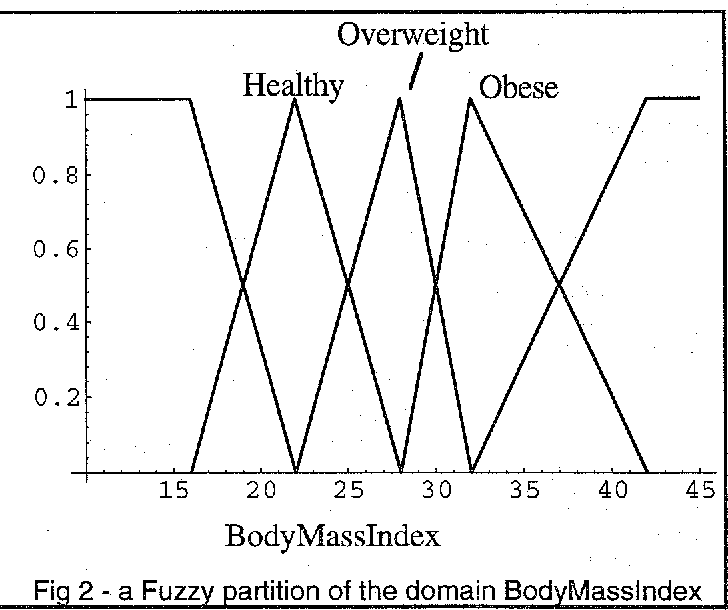 Overweight
Healthy
Obese
1
0.8
0.6
0.4
0.2
15 20 25 30 35 40 45
BodyMassIndex
Fig 2 - a Fuzzy partition of the domain BodyMassIndex